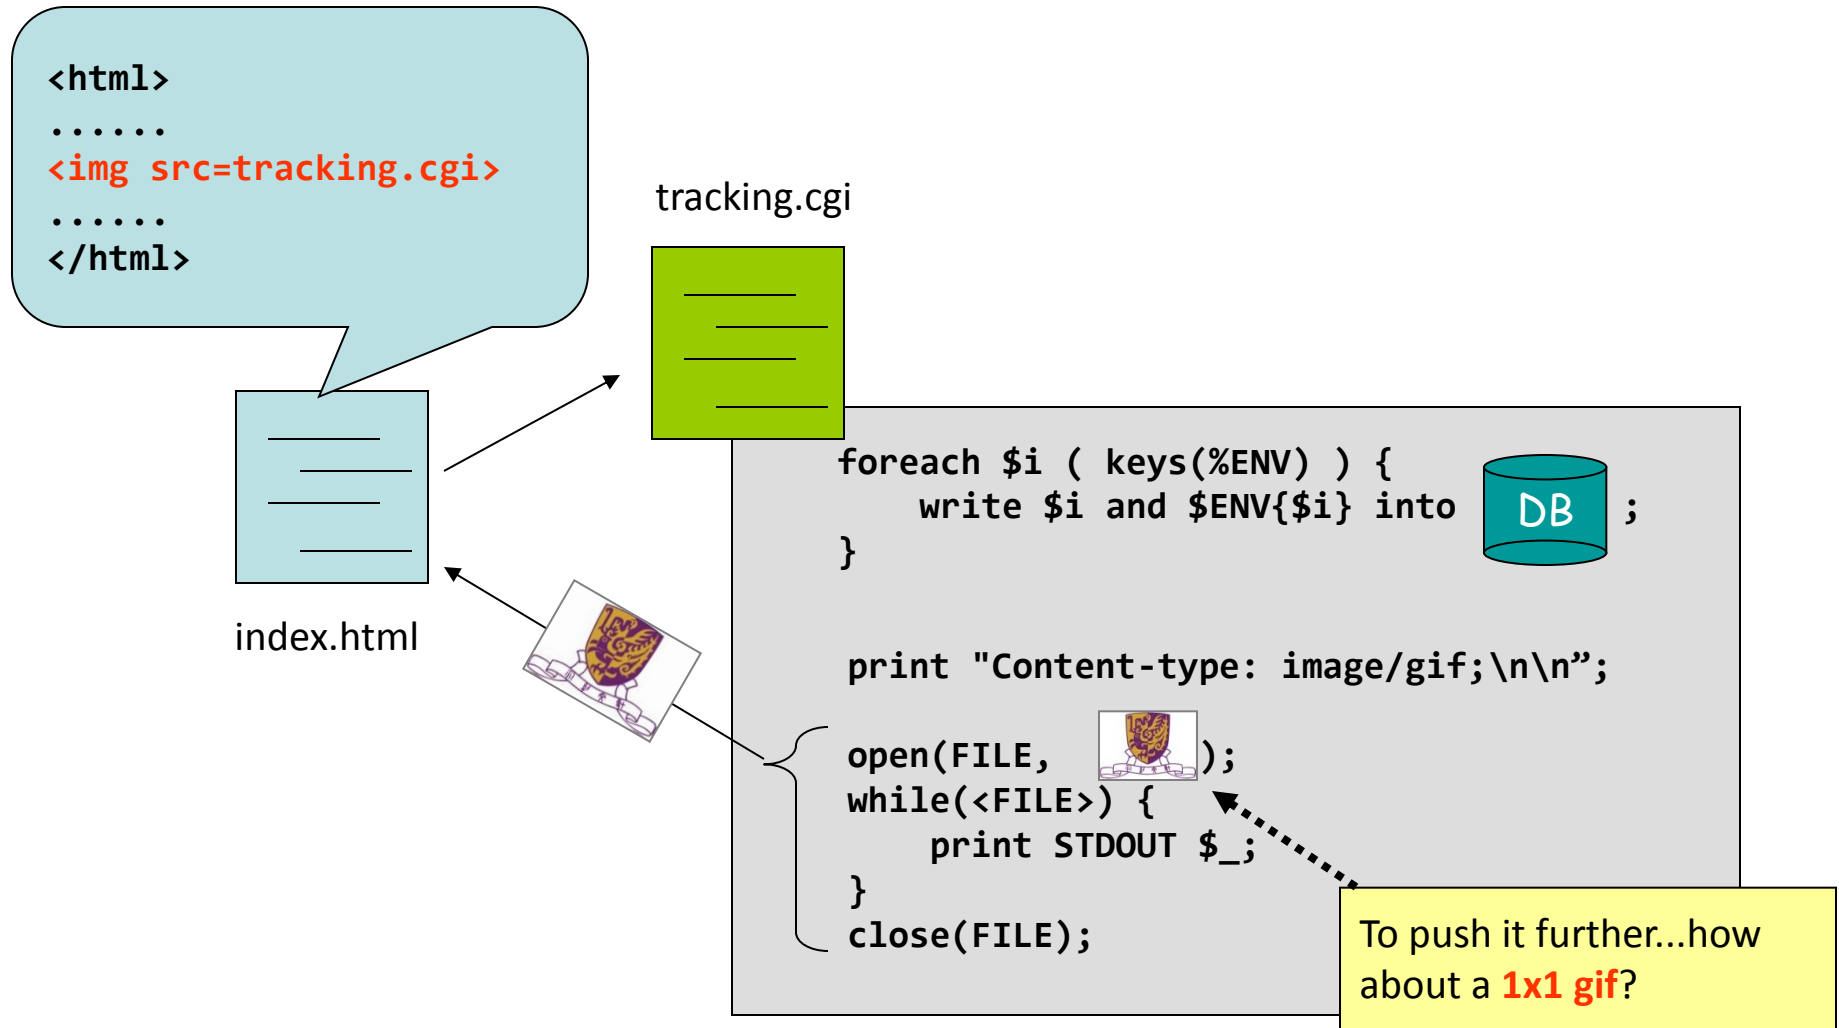 <html>
......
<img src=tracking.cgi>
......
</html>
tracking.cgi
index.html
foreach $i ( keys(%ENV) ) {
write $i and $ENV{$i} into DB ;
}
print "Content-type: image/gif;\n\n”;
open(FILE, );
while(<FILE>) {
print STDOUT $_;
}
close(FILE);
To push it further...how
about a 1x1 gif?